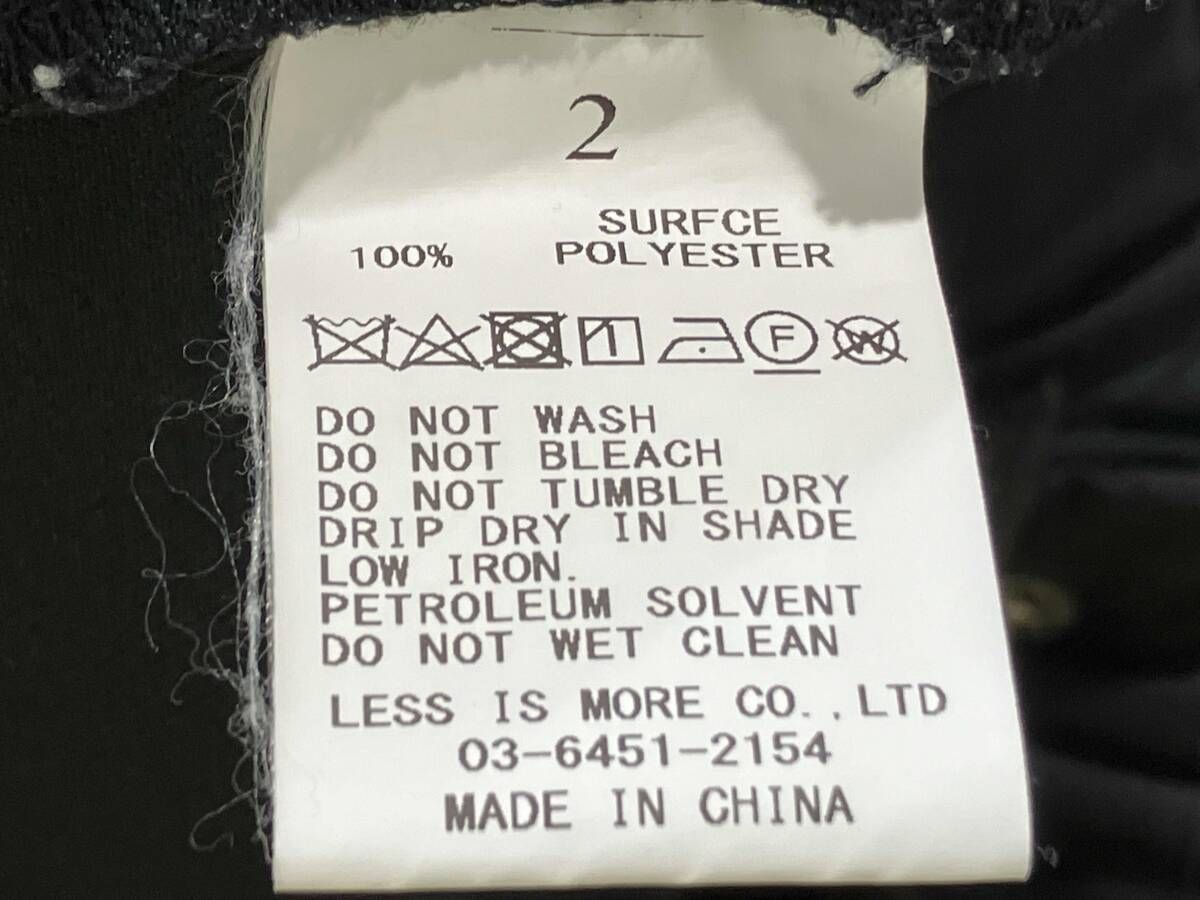 2
SURFCE
100% POLYESTER
1 F W
DO NOT WASH
DO NOT BLEACH
DO NOT TUMBLE DRY
DRIP DRY IN SHADE
LOW IRON.
PETROLEUM SOLVENT
DO NOT WET CLEAN
LESS IS MORE CO.,LTD
03-6451-2154
MADE IN CHINA